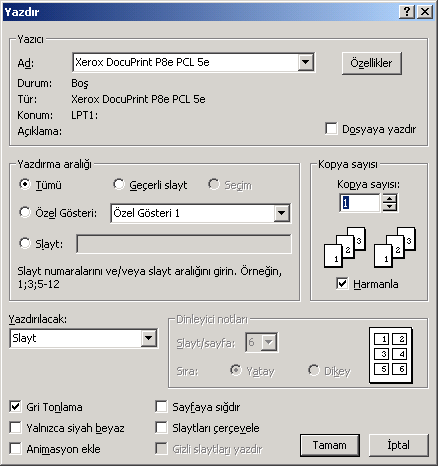 Yazdır
Yazıcı
Ad: Xerox DocuPrint P8e PCL 5e Özellikler
Durum: Boş
Tür: Xerox DocuPrint P8e PCL 5e
Konum: LPT1:
Açıklama: Dosyaya yazdır
Yazdırma aralığı
Tümü Geçerli slayt Seçim
Özel Gösteri: Özel Gösteri 1
Slayt:
Slayt numaralarını ve/veya slayt aralığını girin. Örneğin,
1;3;5-12
Kopya sayısı
Kopya sayısı:
1
1 2 3 1 2 3
Harmanla
Yazdırılacak:
Slayt
Dinleyici notları
Slayt/sayfa: 6
Sıra: Yatay Dikey
1 2
3 4
5 6
Gri Tonlama Sayfaya sığdır
Yalnızca siyah beyaz Slaytları çerçevele
Animasyon ekle Gizli slaytları yazdır
Tamam İptal